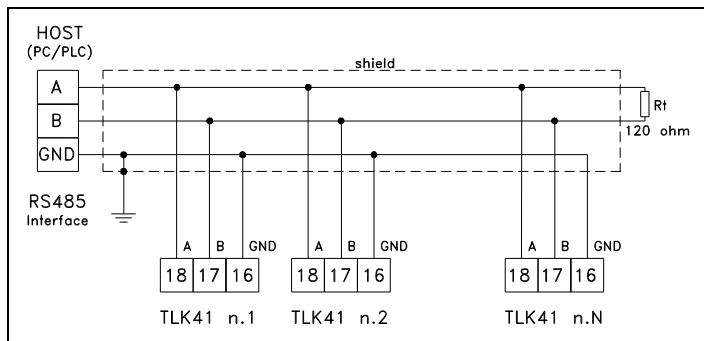 HOST
(PC/PLC)
shield
A
B
GND
Rt
120 ohm
RS485
Interface
A B GND A B GND A B GND
18 17 16 18 17 16 18 17 16
TLK41 n.1 TLK41 n.2 TLK41 n.N